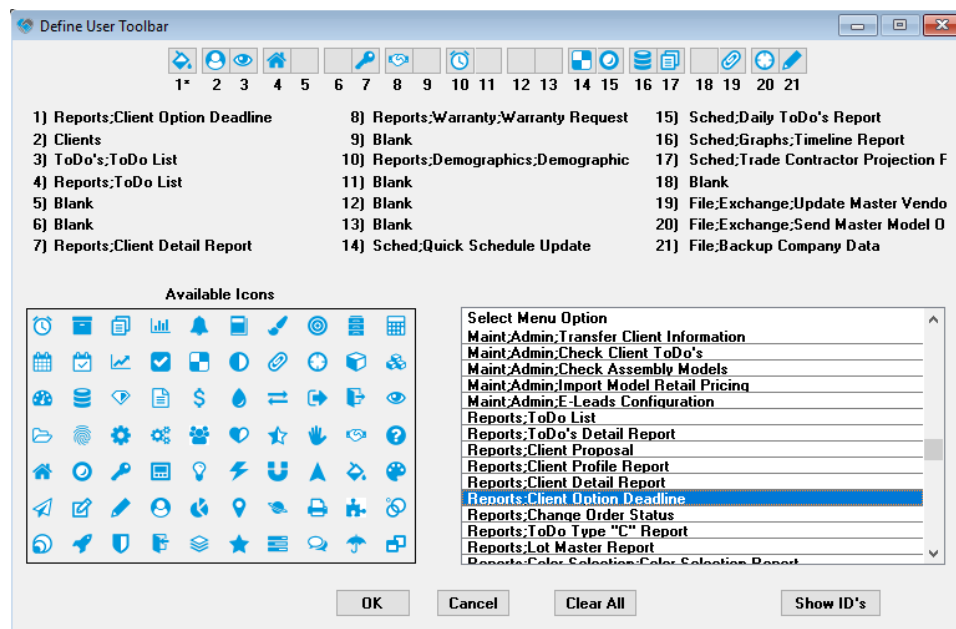 Define User Toolbar
1* 2 3 4 5 6 7 8 9 10 11 12 13 14 15 16 17 18 19 20 21
1) Reports;Client Option Deadline
2) Clients
3) ToDo's;ToDo List
4) Reports;ToDo List
5) Blank
6) Blank
7) Reports;Client Detail Report
8) Reports;Warranty;Warranty Request
9) Blank
10) Reports;Demographics;Demographic
11) Blank
12) Blank
13) Blank
14) Sched;Quick Schedule Update
15) Sched;Daily ToDo's Report
16) Sched;Graphs;Timeline Report
17) Sched;Trade Contractor Projection F
18) Blank
19) File;Exchange;Update Master Vendo
20) File;Exchange;Send Master Model O
21) File;Backup Company Data
Available Icons
Select Menu Option
Maint;Admin;Transfer Client Information
Maint;Admin;Check Client ToDo's
Maint;Admin;Check Assembly Models
Maint;Admin;Import Model Retail Pricing
Maint;Admin;E-Leads Configuration
Reports;ToDo List
Reports;ToDo's Detail Report
Reports;Client Proposal
Reports;Client Profile Report
Reports;Client Detail Report
Reports;Client Option Deadline
Reports;Change Order Status
Reports;ToDo Type "C" Report
Reports;Lot Master Report
Reports;Color Selection;Color Selection Report
OK Cancel Clear All Show ID's